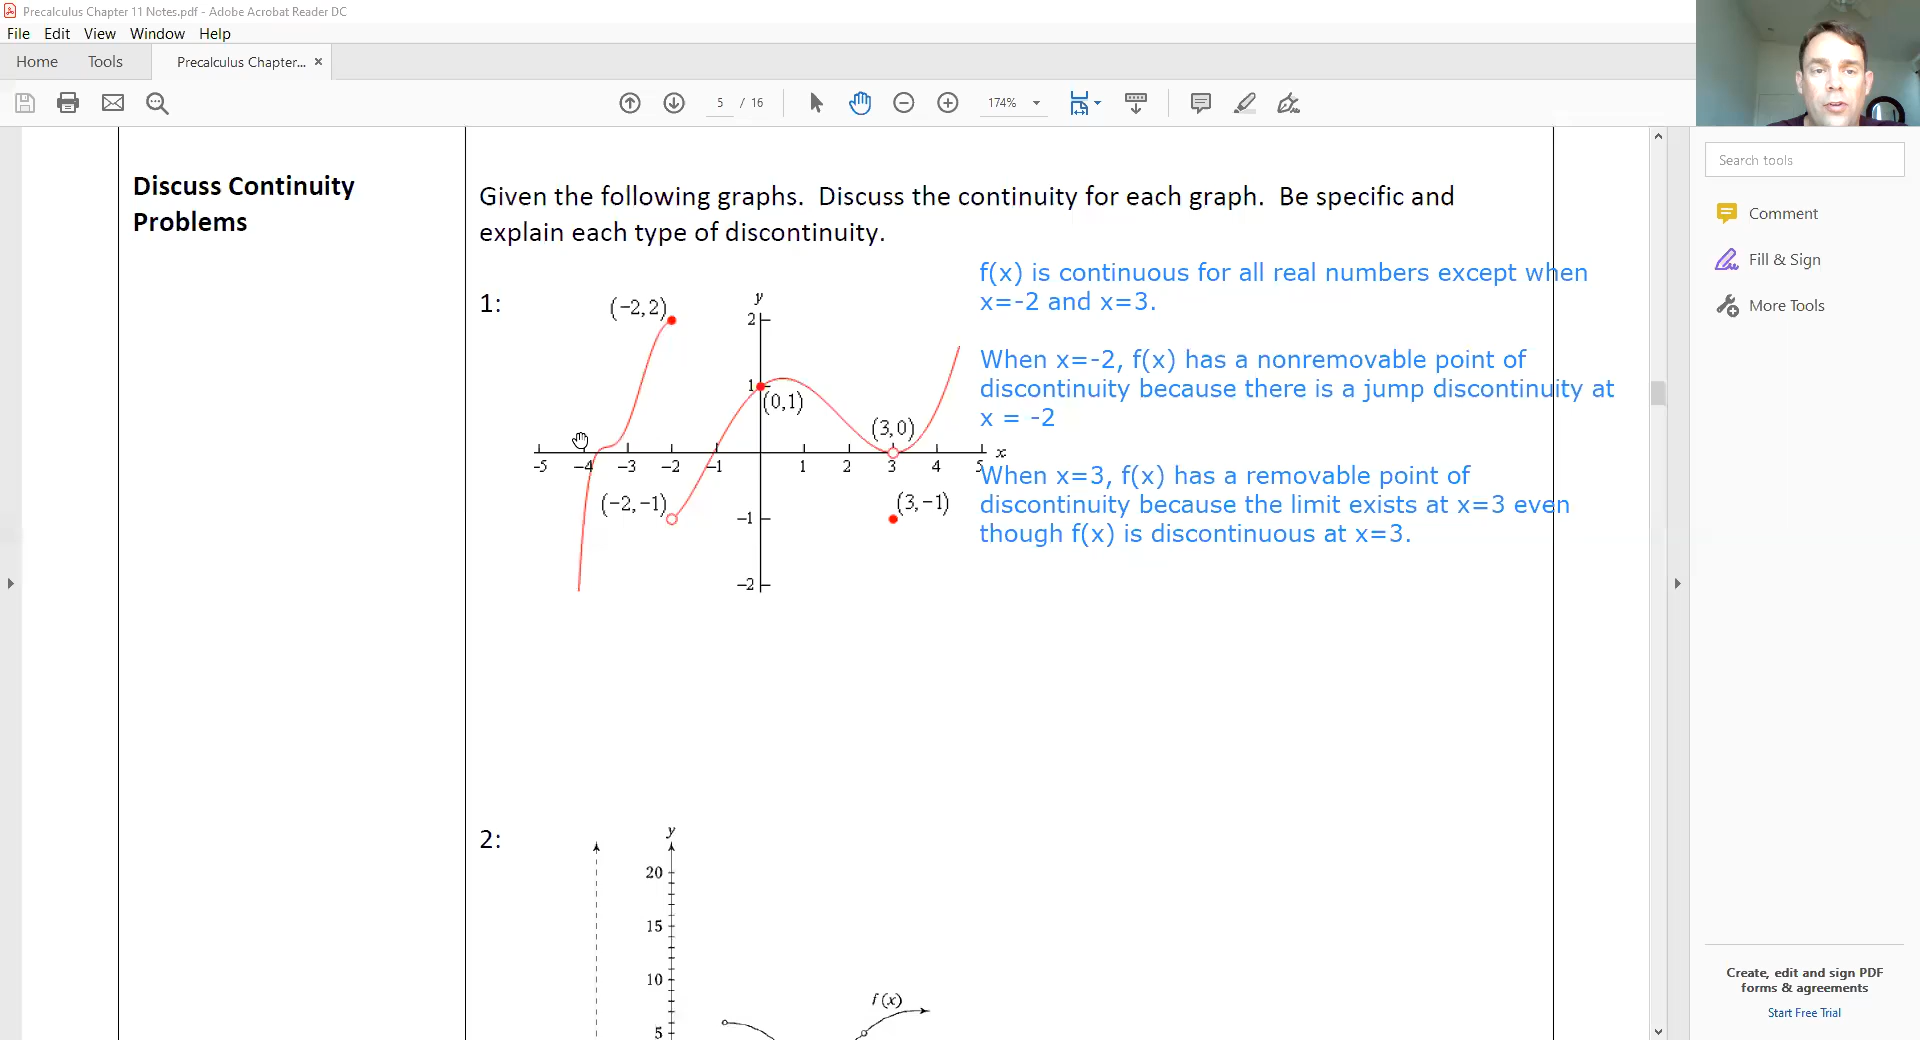 Precalculus Chapter 11 Notes.pdf - Adobe Acrobat Reader DC
File Edit View Window Help
Home Tools Precalculus Chapter... ×
5 / 16 174%
Discuss Continuity
Problems
Given the following graphs. Discuss the continuity for each graph. Be specific and
explain each type of discontinuity.
1:
f(x) is continuous for all real numbers except when
x=-2 and x=3.
When x=-2, f(x) has a nonremovable point of
discontinuity because there is a jump discontinuity at
x = -2
When x=3, f(x) has a removable point of
discontinuity because the limit exists at x=3 even
though f(x) is discontinuous at x=3.
y
(−2,2)
2
1
(0,1)
(3,0)
x
-5 −4 −3 −2 −1 1 2 3 4 5
(−2,−1)
−1
(3,−1)
−2
2:
y
20
15
10
f(x)
5
Search tools
Comment
Fill & Sign
More Tools
Create, edit and sign PDF
forms & agreements
Start Free Trial